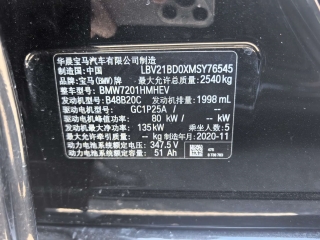 华晨宝马汽车有限公司制造
制造国:中国 LBV21BD0XMSY76545
品牌:宝马(BMW)牌 最大允许总质量:2540kg
整车型号:BMW7201HMHEV
发动机型号:B48B20C 发动机排量:1998 mL
驱动电机型号:GC1P25A /
驱动电机峰值功率: 80 kW / -- kW
发动机最大净功率:135kW 乘坐人数:5
最大允许牵引质量: -- kg 制造年月:2020-11
动力电池系统额定电压:347.5 V
动力电池系统额定容量:51 Ah